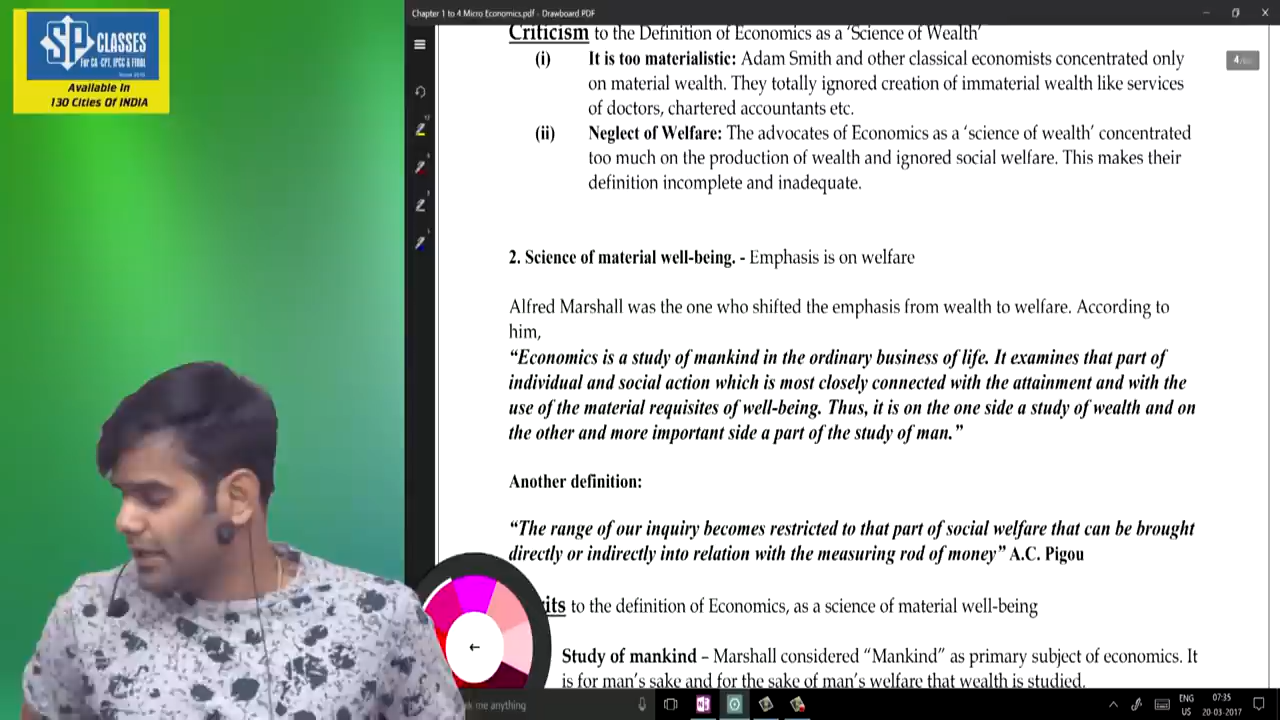 SP CLASSES
For CA -CPT, IPCC & FINAL
Since 2010
Available In
130 Cities Of INDIA
Chapter 1 to 4 Micro Economics.pdf - Drawboard PDF
Criticism to the Definition of Economics as a ‘Science of Wealth’
(i) It is too materialistic: Adam Smith and other classical economists concentrated only
on material wealth. They totally ignored creation of immaterial wealth like services
of doctors, chartered accountants etc.
(ii) Neglect of Welfare: The advocates of Economics as a ‘science of wealth’ concentrated
too much on the production of wealth and ignored social welfare. This makes their
definition incomplete and inadequate.
2. Science of material well-being. - Emphasis is on welfare
Alfred Marshall was the one who shifted the emphasis from wealth to welfare. According to
him,
“Economics is a study of mankind in the ordinary business of life. It examines that part of
individual and social action which is most closely connected with the attainment and with the
use of the material requisites of well-being. Thus, it is on the one side a study of wealth and on
the other and more important side a part of the study of man.”
Another definition:
“The range of our inquiry becomes restricted to that part of social welfare that can be brought
directly or indirectly into relation with the measuring rod of money” A.C. Pigou
its to the definition of Economics, as a science of material well-being
Study of mankind – Marshall considered “Mankind” as primary subject of economics. It
is for man’s sake and for the sake of man’s welfare that wealth is studied.
me anything
ENG
US
07:35
20-03-2017